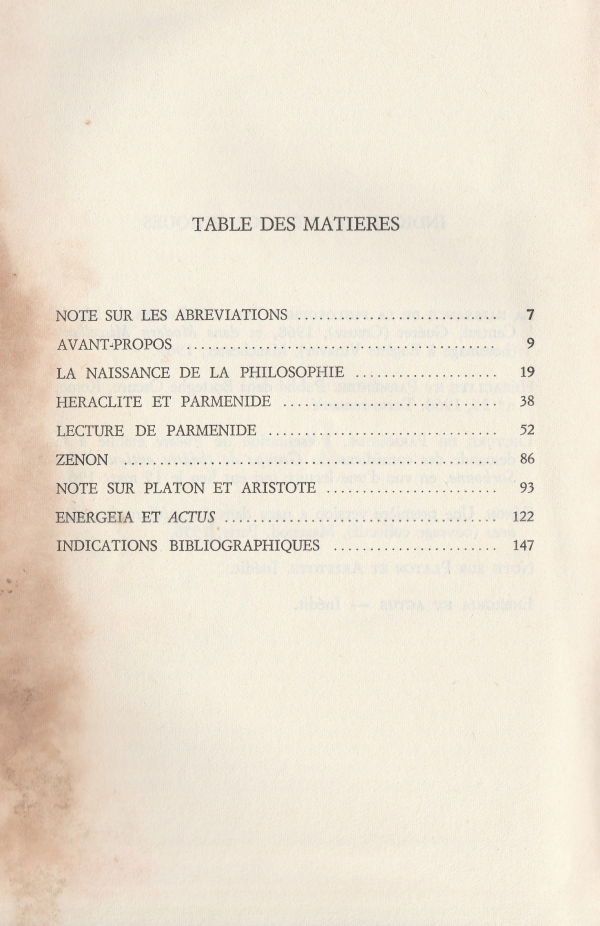 TABLE DES MATIERES
NOTE SUR LES ABREVIATIONS .......................... 7
AVANT-PROPOS ........................................ 9
LA NAISSANCE DE LA PHILOSOPHIE ................... 19
HERACLITE ET PARMENIDE ............................ 38
LECTURE DE PARMENIDE .............................. 52
ZENON ................................................ 86
NOTE SUR PLATON ET ARISTOTE ....................... 93
ENERGEIA ET ACTUS ................................... 122
INDICATIONS BIBLIOGRAPHIQUES ..................... 147